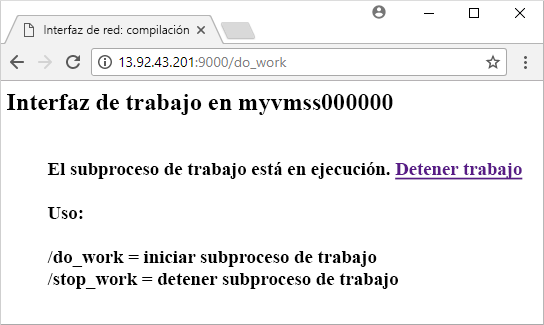 Interfaz de red: compilación
13.92.43.201:9000/do_work
Interfaz de trabajo en myvmss000000
El subproceso de trabajo está en ejecución. Detener trabajo
Uso:
/do_work = iniciar subproceso de trabajo
/stop_work = detener subproceso de trabajo